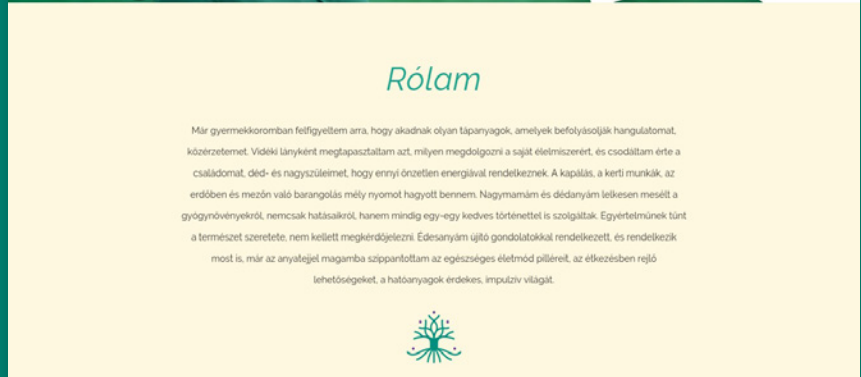 Rólam
Már gyermekkoromban felfigyeltem arra, hogy akadnak olyan tápanyagok, amelyek befolyásolják hangulatomat,
közérzetemet. Vidéki lányként megtapasztaltam azt, milyen megdolgozni a saját élelmiszerért, és csodáltam érte a
családomat, déd- és nagyszüleimet, hogy ennyi önzetlen energiával rendelkeznek. A kapálás, a kerti munkák, az
erdőben és mezőn való barangolás mély nyomot hagyott bennem. Nagymamám és dédanyám lelkesen mesélt a
gyógynövényekről, nemcsak hatásaikról, hanem mindig egy-egy kedves történettel is szolgáltak. Egyértelműnek tűnt
a természet szeretete, nem kellett megkérdőjelezni. Édesanyám újító gondolatokkal rendelkezett, és rendelkezik
most is, már az anyatejjel magamba szippantottam az egészséges életmód pilléreit, az étkezésben rejlő
lehetőségeket, a hatóanyagok érdekes, impulzív világát.